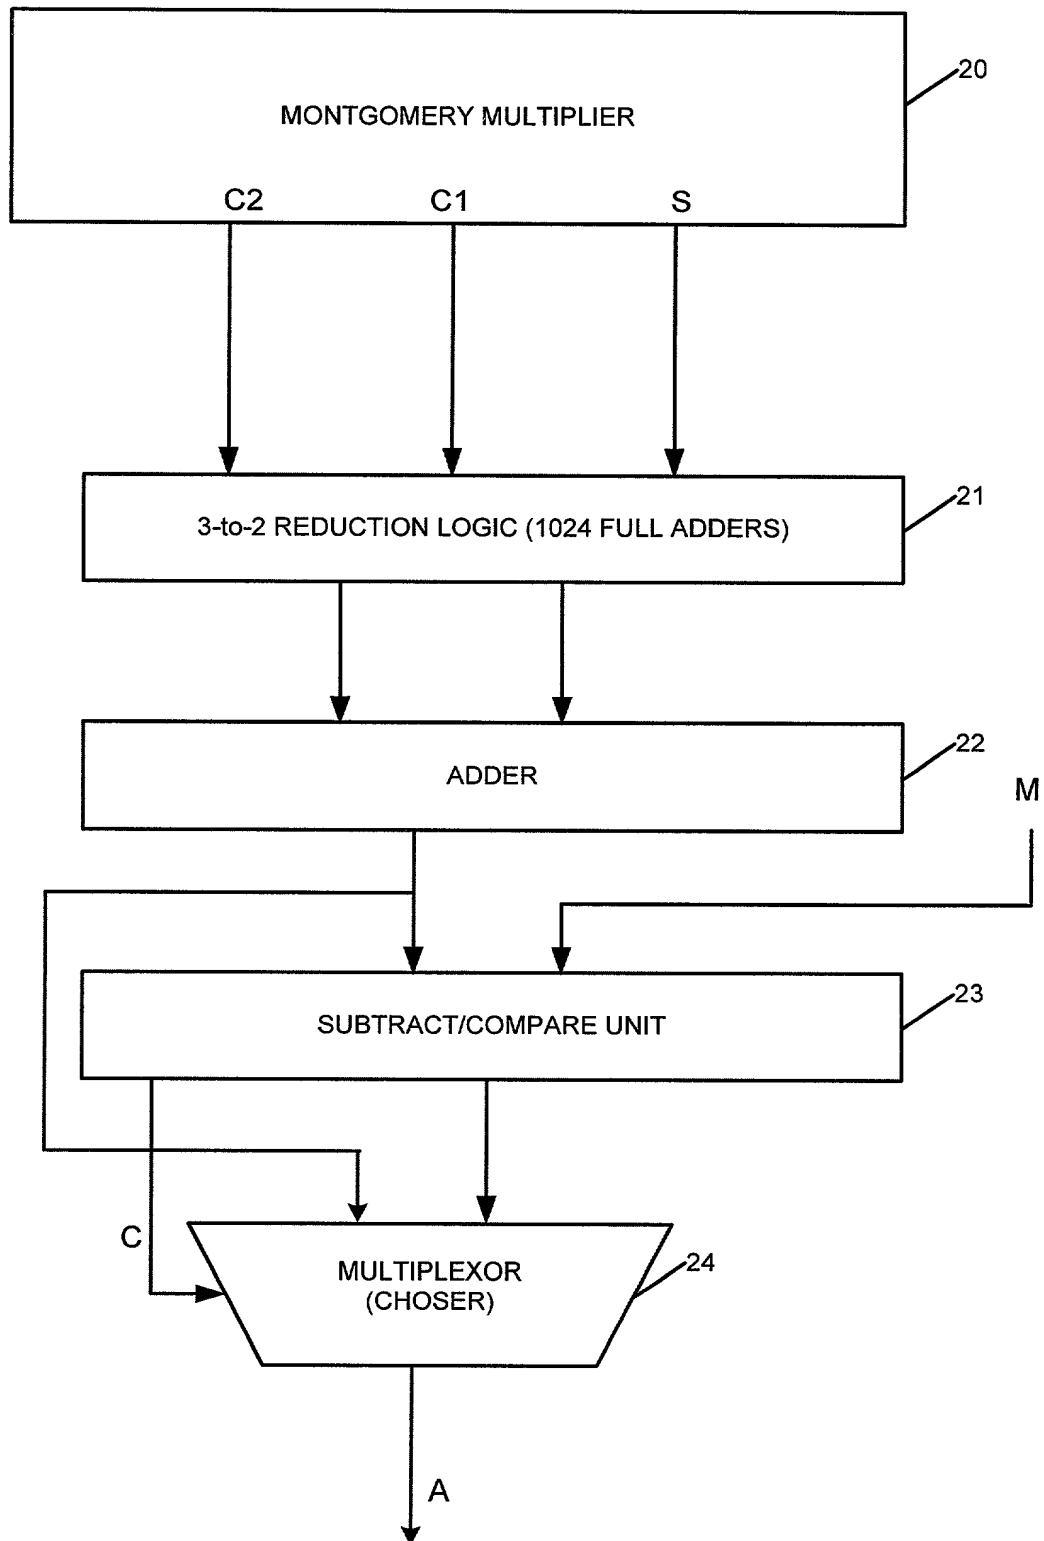 20
MONTGOMERY MULTIPLIER
C2 C1 S
21
3-to-2 REDUCTION LOGIC (1024 FULL ADDERS)
22
ADDER
M
23
SUBTRACT/COMPARE UNIT
C
24
MULTIPLEXOR
(CHOSER)
A